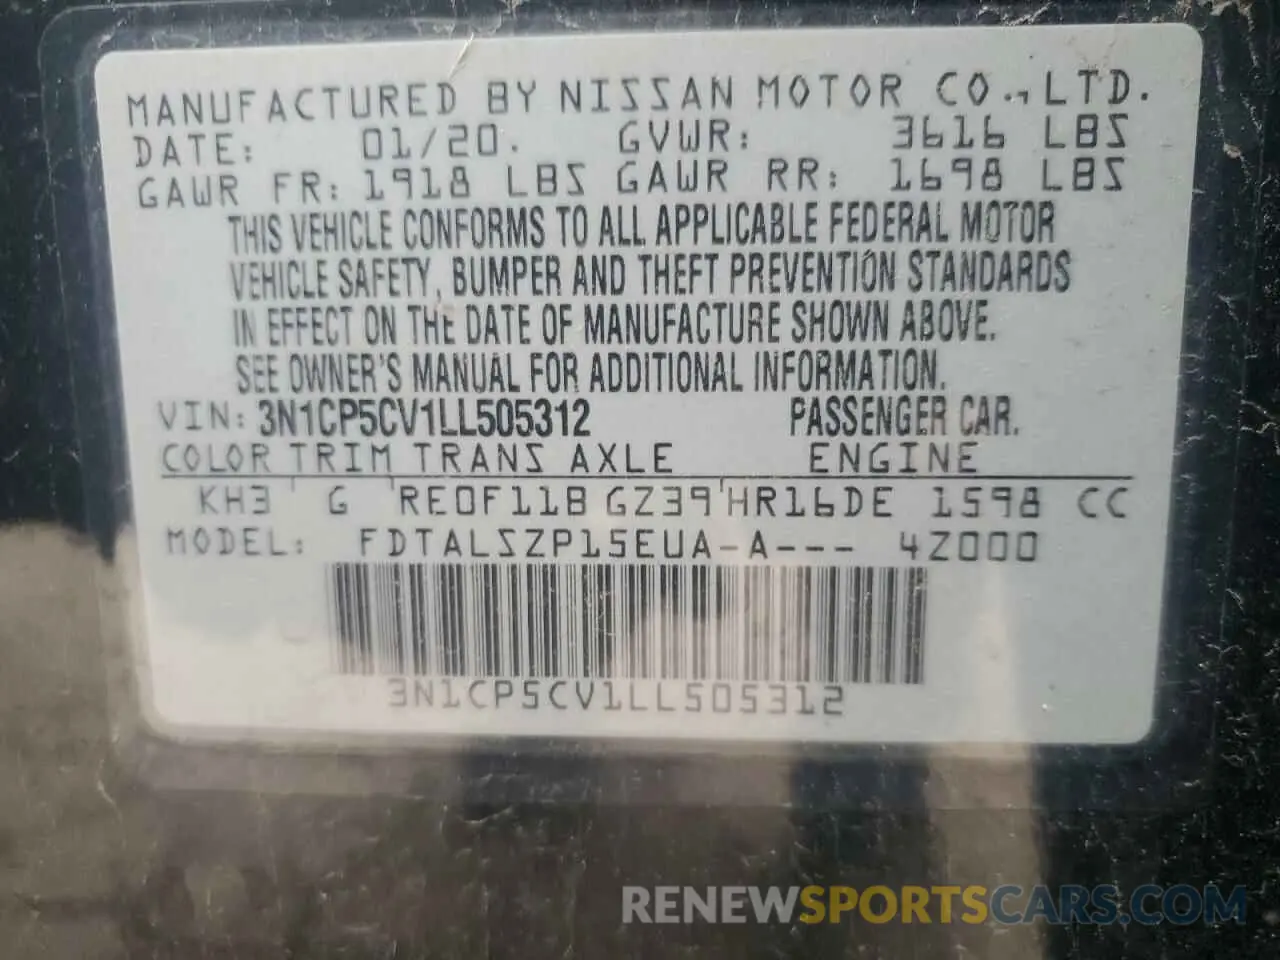 MANUFACTURED BY NISSAN MOTOR CO., LTD.
DATE: 01/20. GVWR: 3616 LBS
GAWR FR: 1918 LBS GAWR RR: 1698 LBS
THIS VEHICLE CONFORMS TO ALL APPLICABLE FEDERAL MOTOR
VEHICLE SAFETY, BUMPER AND THEFT PREVENTION STANDARDS
IN EFFECT ON THE DATE OF MANUFACTURE SHOWN ABOVE.
SEE OWNER'S MANUAL FOR ADDITIONAL INFORMATION.
VIN: 3N1CP5CV1LL505312 PASSENGER CAR.
COLOR TRIM TRANS AXLE ENGINE
KH3 G RE0F11B GZ39 HR16DE 1598 CC
MODEL: FDTALSZP15EUA-A--- 4Z000
3N1CP5CV1LL505312
RENEWSPORTSCARS.COM